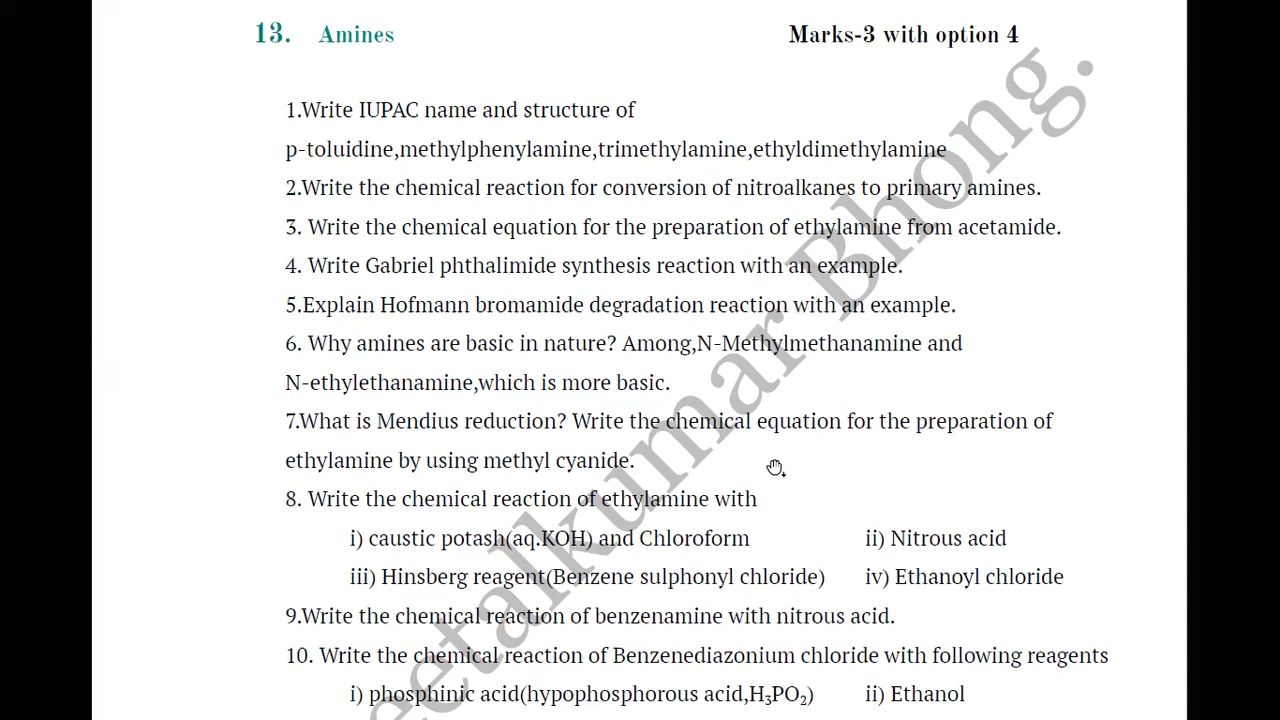 13. Amines Marks-3 with option 4
1.Write IUPAC name and structure of
p-toluidine,methylphenylamine,trimethylamine,ethyldimethylamine
2.Write the chemical reaction for conversion of nitroalkanes to primary amines.
3. Write the chemical equation for the preparation of ethylamine from acetamide.
4. Write Gabriel phthalimide synthesis reaction with an example.
5.Explain Hofmann bromamide degradation reaction with an example.
6. Why amines are basic in nature? Among,N-Methylmethanamine and
N-ethylethanamine,which is more basic.
7.What is Mendius reduction? Write the chemical equation for the preparation of
ethylamine by using methyl cyanide.
8. Write the chemical reaction of ethylamine with
i) caustic potash(aq.KOH) and Chloroform ii) Nitrous acid
iii) Hinsberg reagent(Benzene sulphonyl chloride) iv) Ethanoyl chloride
9.Write the chemical reaction of benzenamine with nitrous acid.
10. Write the chemical reaction of Benzenediazonium chloride with following reagents
i) phosphinic acid(hypophosphorous acid,H₃PO₂) ii) Ethanol
eetalkumar Bhong.